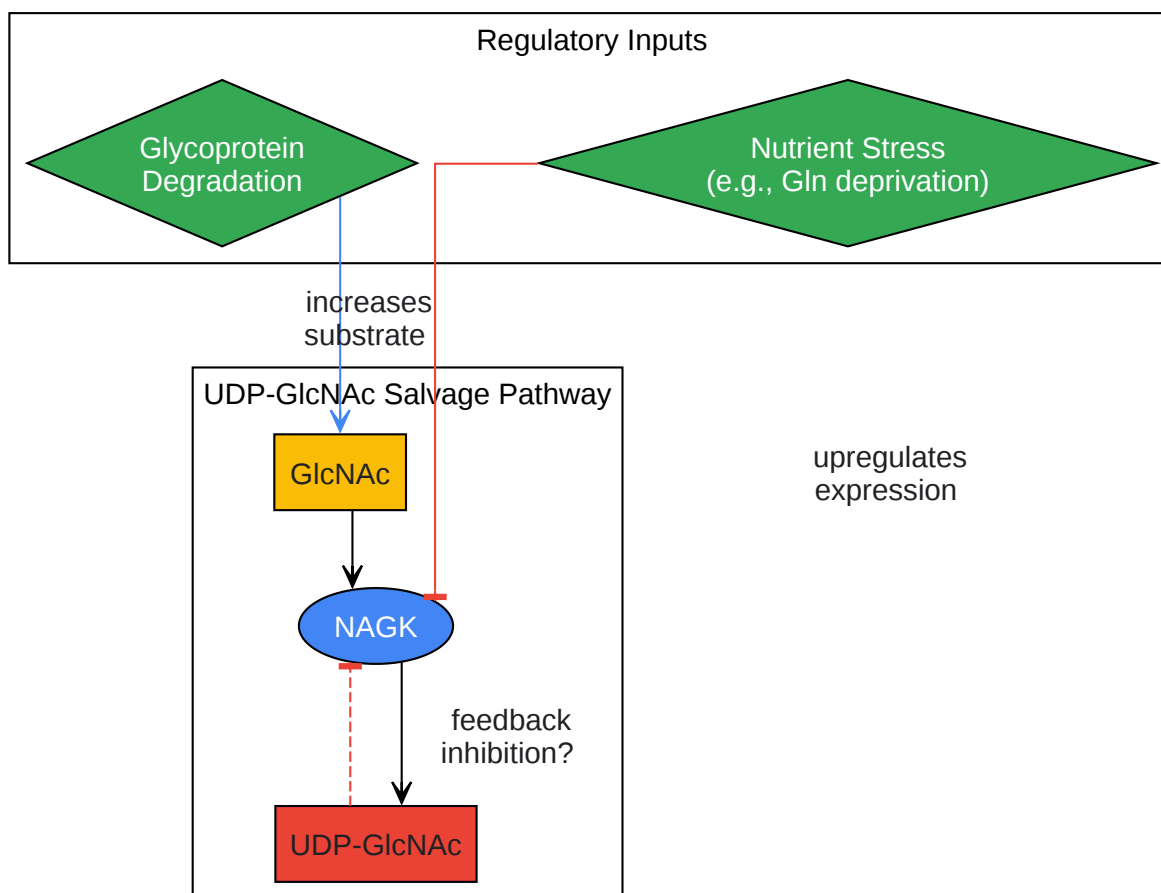 Regulatory Inputs
Glycoprotein
Degradation
Nutrient Stress
(e.g., Gln deprivation)
increases
substrate
UDP-GlcNAc Salvage Pathway
GlcNAc
upregulates
expression
NAGK
feedback
inhibition?
UDP-GlcNAc